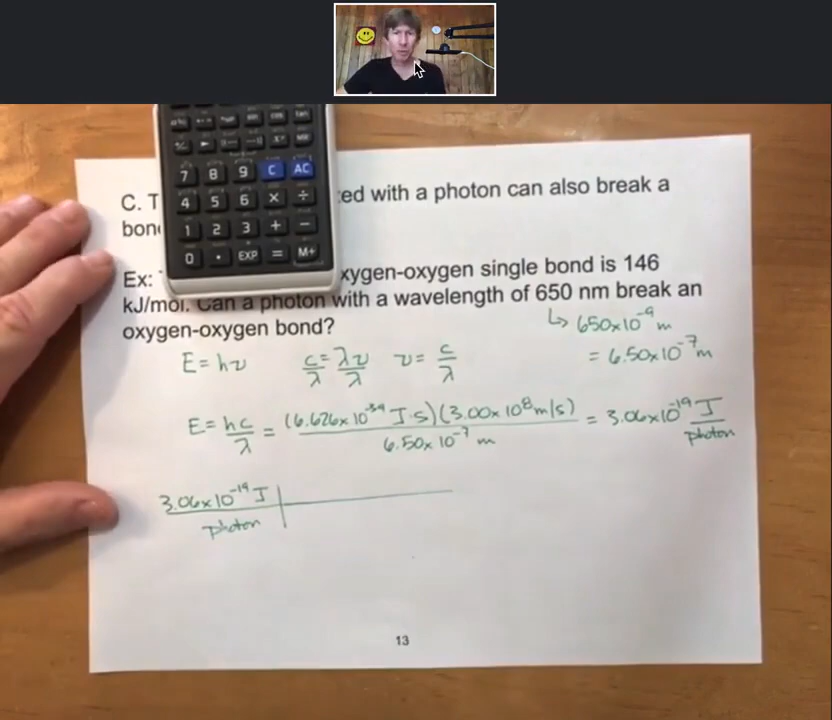 C. T ted with a photon can also break a
bon
Ex: xygen-oxygen single bond is 146
kJ/mol. Can a photon with a wavelength of 650 nm break an
oxygen-oxygen bond?
↳ 650x10⁻⁹ m
= 6.50x10⁻⁷ m
E = hν c/λ = λν/λ ν = c/λ
E = hc/λ = (6.626x10⁻³⁴ J·s)(3.00x10⁸ m/s) / 6.50x10⁻⁷ m = 3.06x10⁻¹⁹ J/photon
3.06x10⁻¹⁹ J
photon
13
7 8 9 C AC
4 5 6 × ÷
1 2 3 + −
0 . EXP = M+